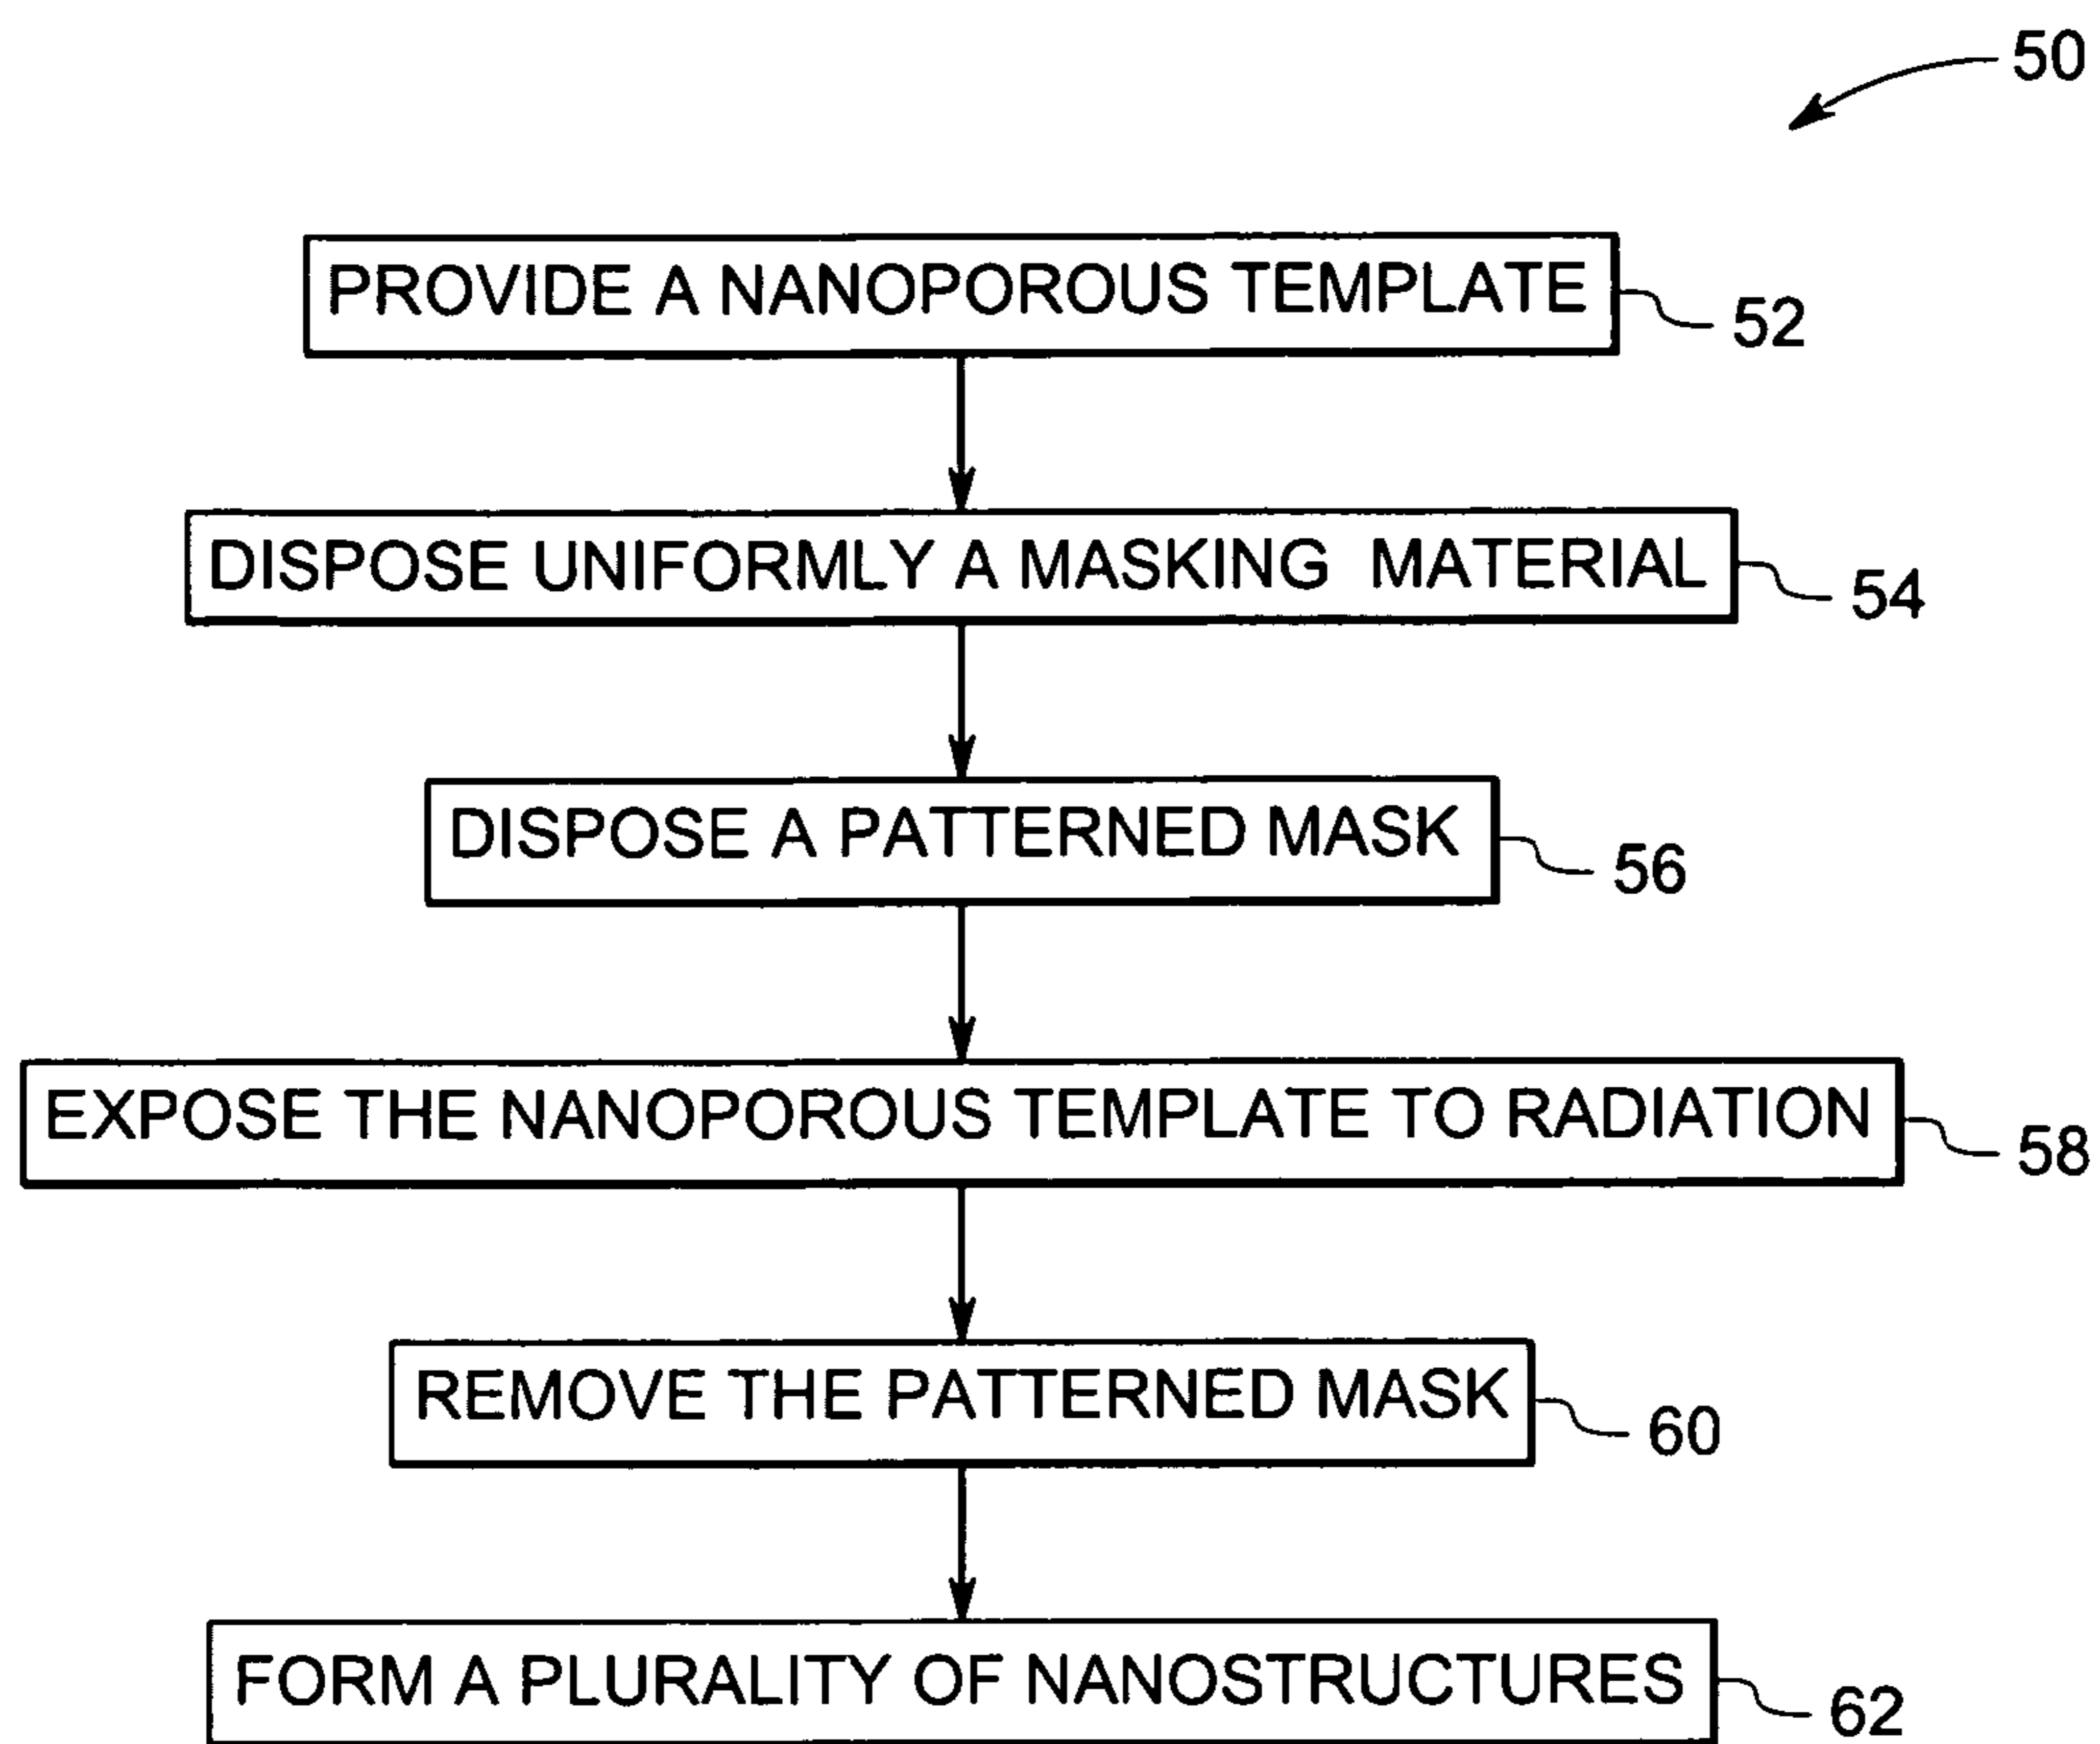 50
PROVIDE A NANOPOROUS TEMPLATE
52
DISPOSE UNIFORMLY A MASKING MATERIAL
54
DISPOSE A PATTERNED MASK
56
EXPOSE THE NANOPOROUS TEMPLATE TO RADIATION
58
REMOVE THE PATTERNED MASK
60
FORM A PLURALITY OF NANOSTRUCTURES
62